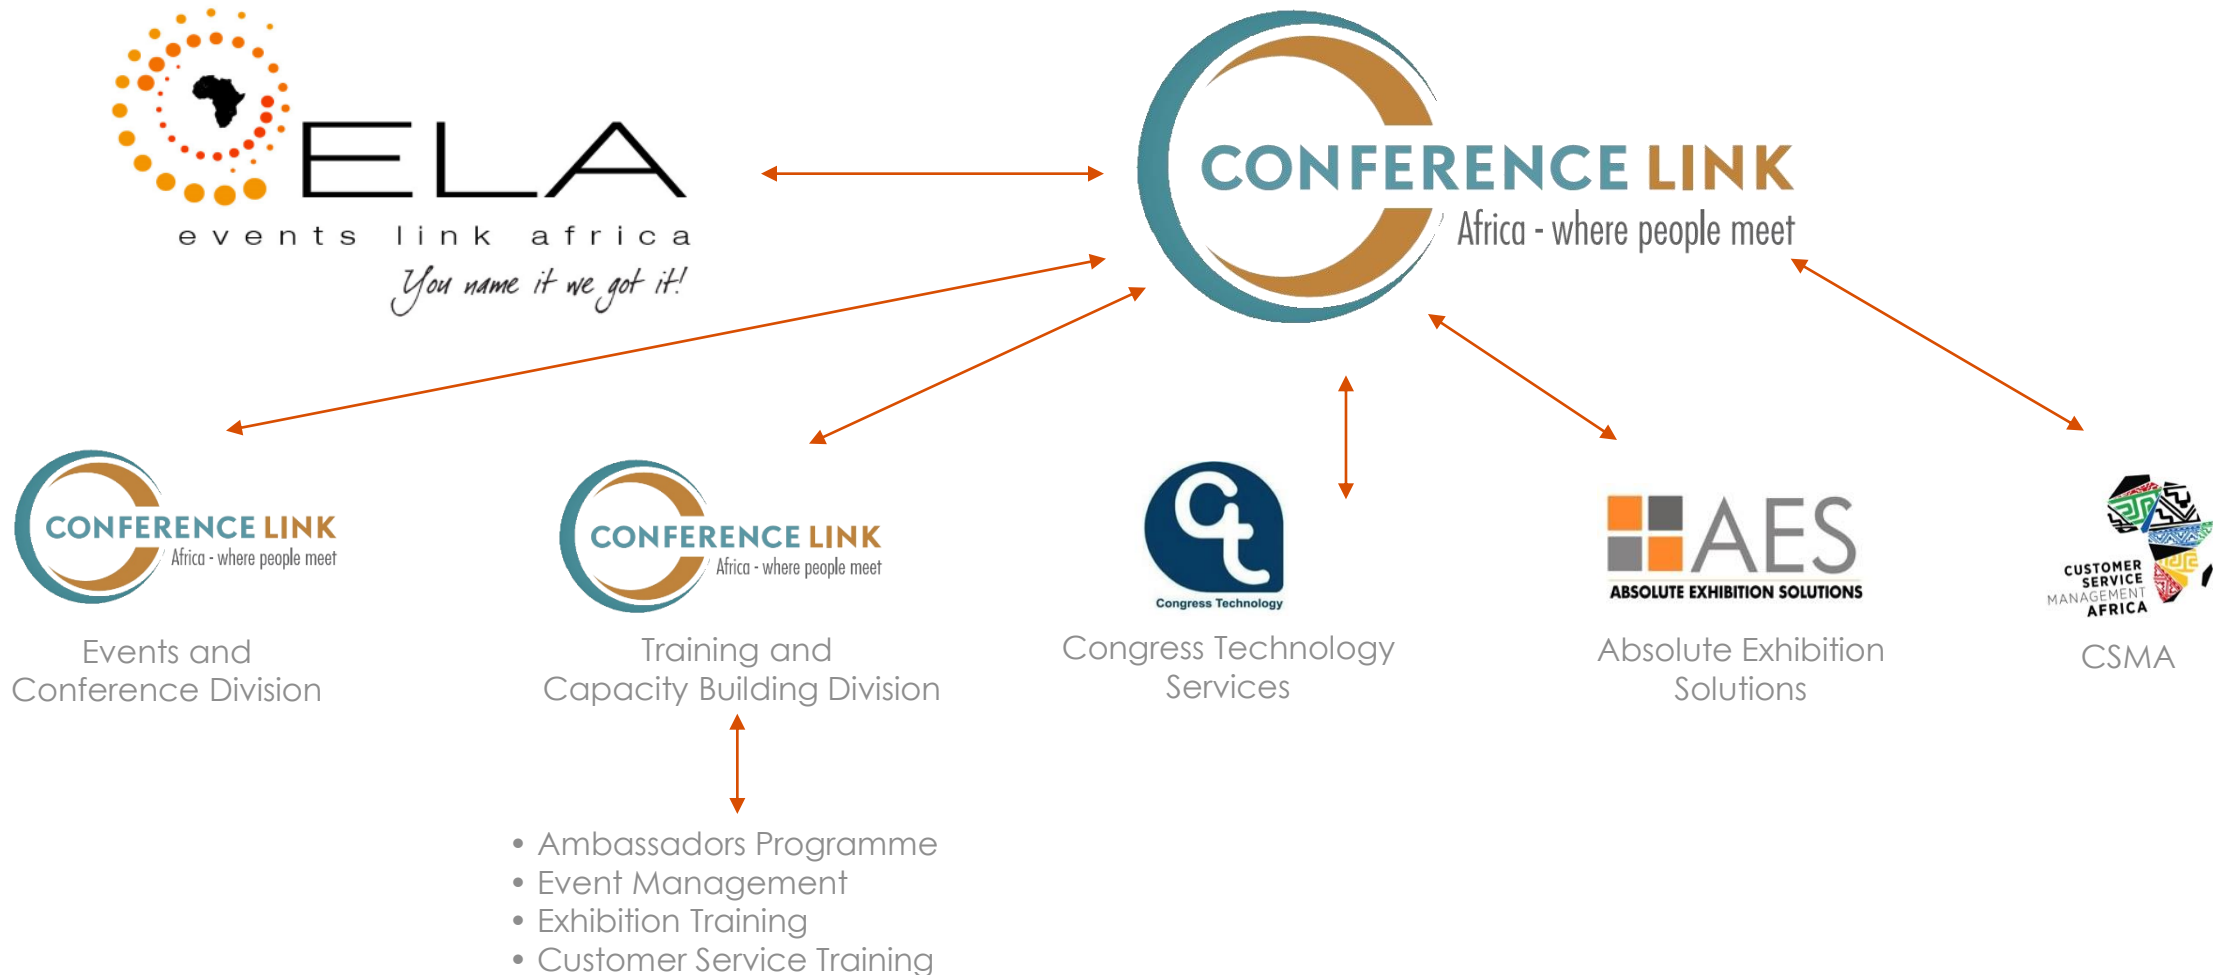 ELA
events link africa
You name it we got it!
CONFERENCE LINK
Africa - where people meet
CONFERENCE LINK
Africa - where people meet
Events and
Conference Division
CONFERENCE LINK
Africa - where people meet
Training and
Capacity Building Division
ct
Congress Technology
Congress Technology
Services
AES
ABSOLUTE EXHIBITION SOLUTIONS
Absolute Exhibition
Solutions
CUSTOMER
SERVICE
MANAGEMENT
AFRICA
CSMA
• Ambassadors Programme
• Event Management
• Exhibition Training
• Customer Service Training